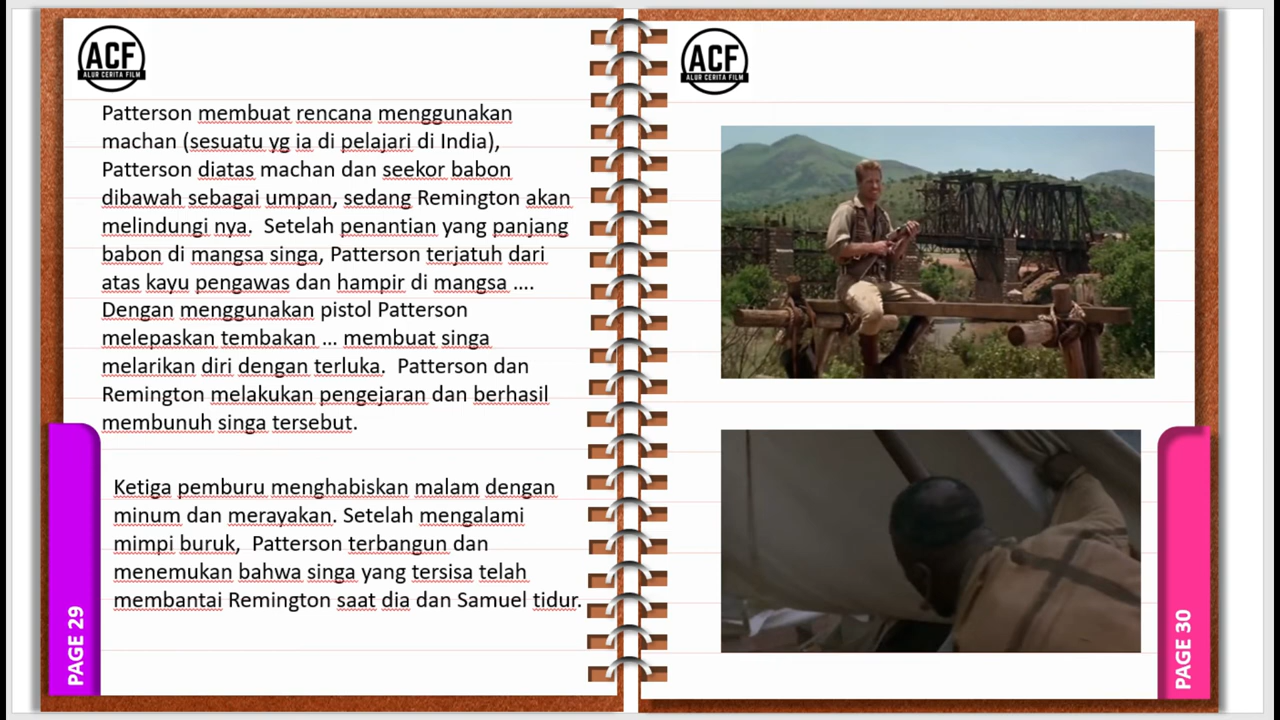 ACF
ALUR CERITA FILM
Patterson membuat rencana menggunakan
machan (sesuatu yg ia di pelajari di India),
Patterson diatas machan dan seekor babon
dibawah sebagai umpan, sedang Remington akan
melindungi nya.  Setelah penantian yang panjang
babon di mangsa singa, Patterson terjatuh dari
atas kayu pengawas dan hampir di mangsa ....
Dengan menggunakan pistol Patterson
melepaskan tembakan ... membuat singa
melarikan diri dengan terluka.  Patterson dan
Remington melakukan pengejaran dan berhasil
membunuh singa tersebut.
Ketiga pemburu menghabiskan malam dengan
minum dan merayakan. Setelah mengalami
mimpi buruk,  Patterson terbangun dan
menemukan bahwa singa yang tersisa telah
membantai Remington saat dia dan Samuel tidur.
PAGE 29
ACF
ALUR CERITA FILM
PAGE 30